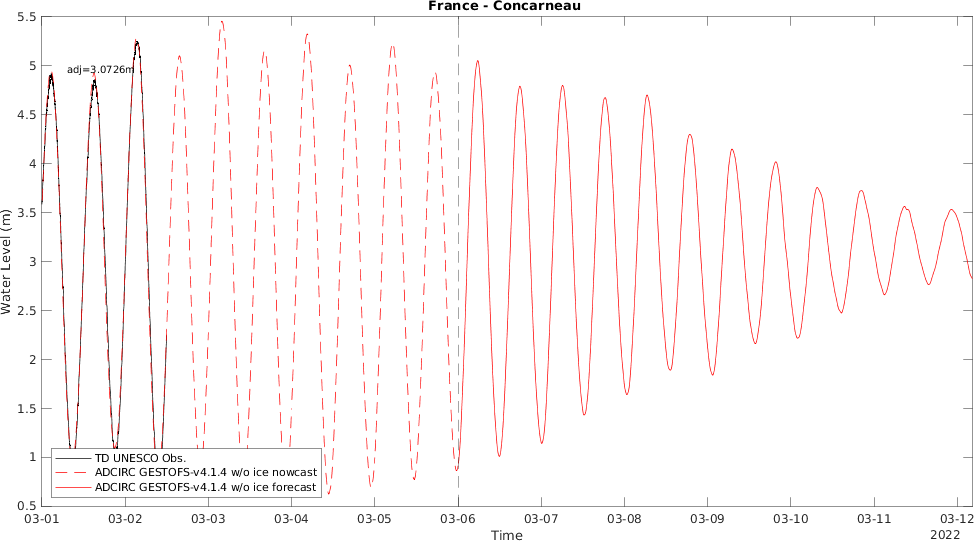 France - Concarneau
5.5
5
4.5
4
3.5
3
2.5
2
1.5
1
0.5
Water Level (m)
adj=3.0726m
TD UNESCO Obs.
ADCIRC GESTOFS-v4.1.4 w/o ice nowcast
ADCIRC GESTOFS-v4.1.4 w/o ice forecast
03-01 03-02 03-03 03-04 03-05 03-06 03-07 03-08 03-09 03-10 03-11 03-12
Time
2022